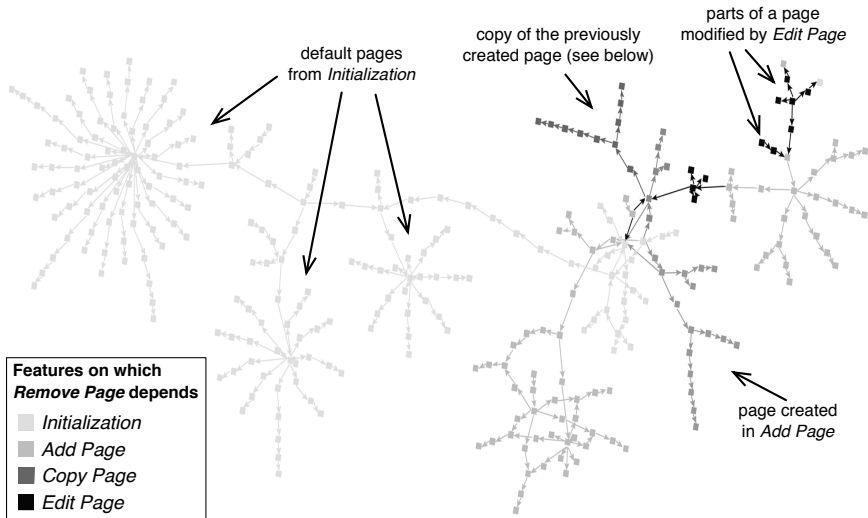 default pages
from Initialization
copy of the previously
created page (see below)
parts of a page
modified by Edit Page
Features on which
Remove Page depends
Initialization
Add Page
Copy Page
Edit Page
page created
in Add Page